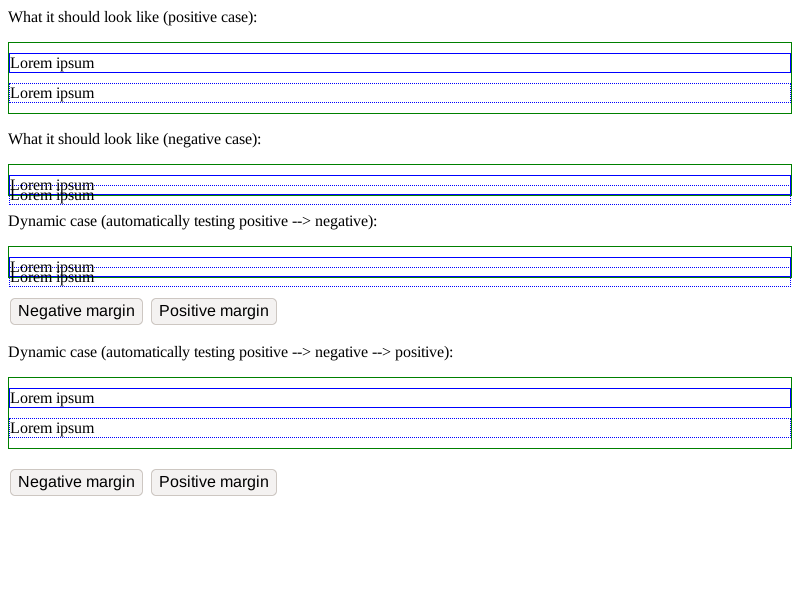 What it should look like (positive case):
Lorem ipsum
Lorem ipsum
What it should look like (negative case):
Lorem ipsum
Lorem ipsum
Dynamic case (automatically testing positive --> negative):
Lorem ipsum
Lorem ipsum
Negative margin Positive margin
Dynamic case (automatically testing positive --> negative --> positive):
Lorem ipsum
Lorem ipsum
Negative margin Positive margin